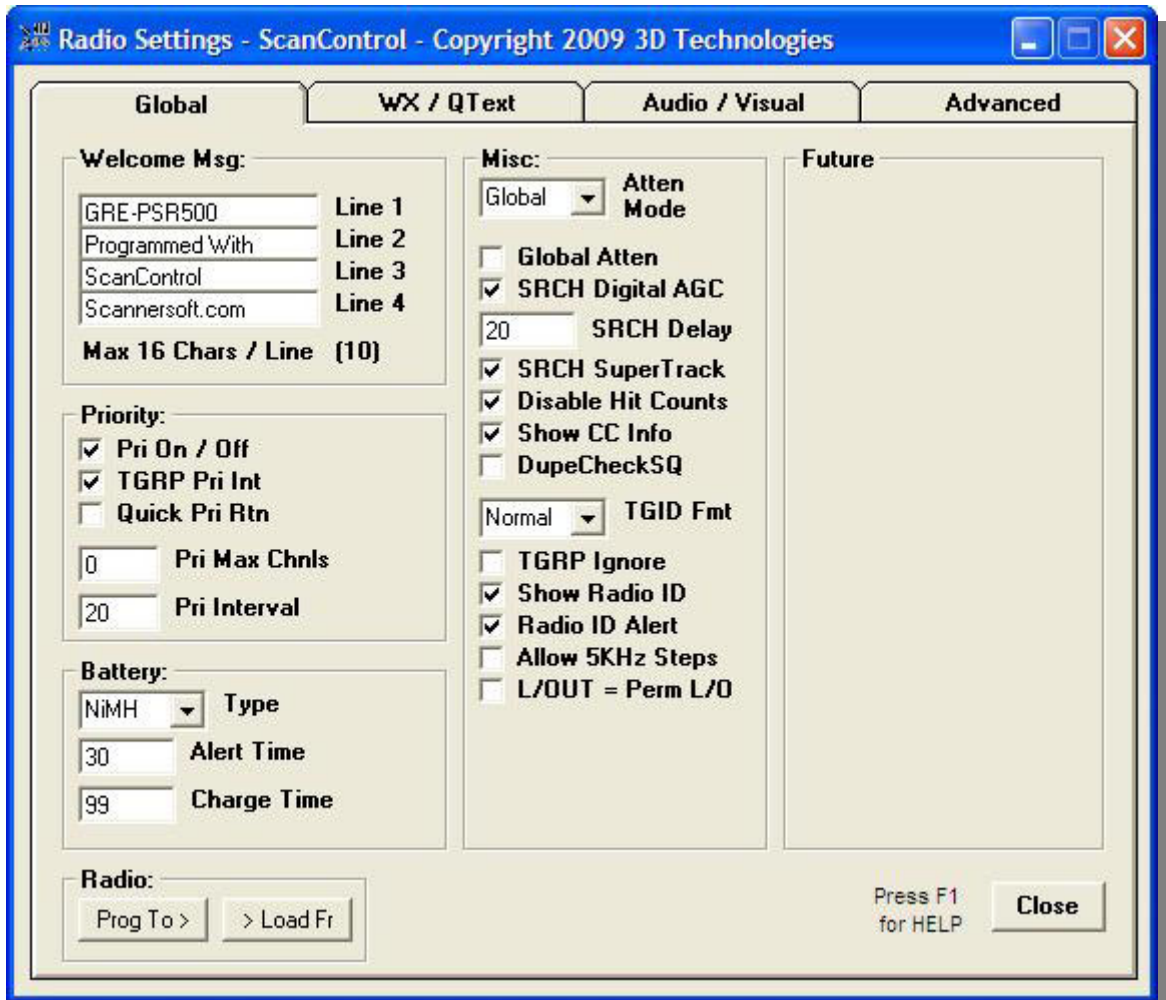 Radio Settings - ScanControl - Copyright 2009 3D Technologies
Global
WX / QText
Audio / Visual
Advanced
Welcome Msg:
GRE-PSR500 Line 1
Programmed With Line 2
ScanControl Line 3
Scannersoft.com Line 4
Max 16 Chars / Line (10)
Priority:
Pri On / Off
TGRP Pri Int
Quick Pri Rtn
0 Pri Max Chnls
20 Pri Interval
Battery:
NiMH Type
30 Alert Time
99 Charge Time
Radio:
Prog To >
> Load Fr
Misc:
Global Atten
Mode
Global Atten
SRCH Digital AGC
20 SRCH Delay
SRCH SuperTrack
Disable Hit Counts
Show CC Info
DupeCheckSQ
Normal TGID Fmt
TGRP Ignore
Show Radio ID
Radio ID Alert
Allow 5KHz Steps
L/OUT = Perm L/O
Future
Press F1
for HELP
Close